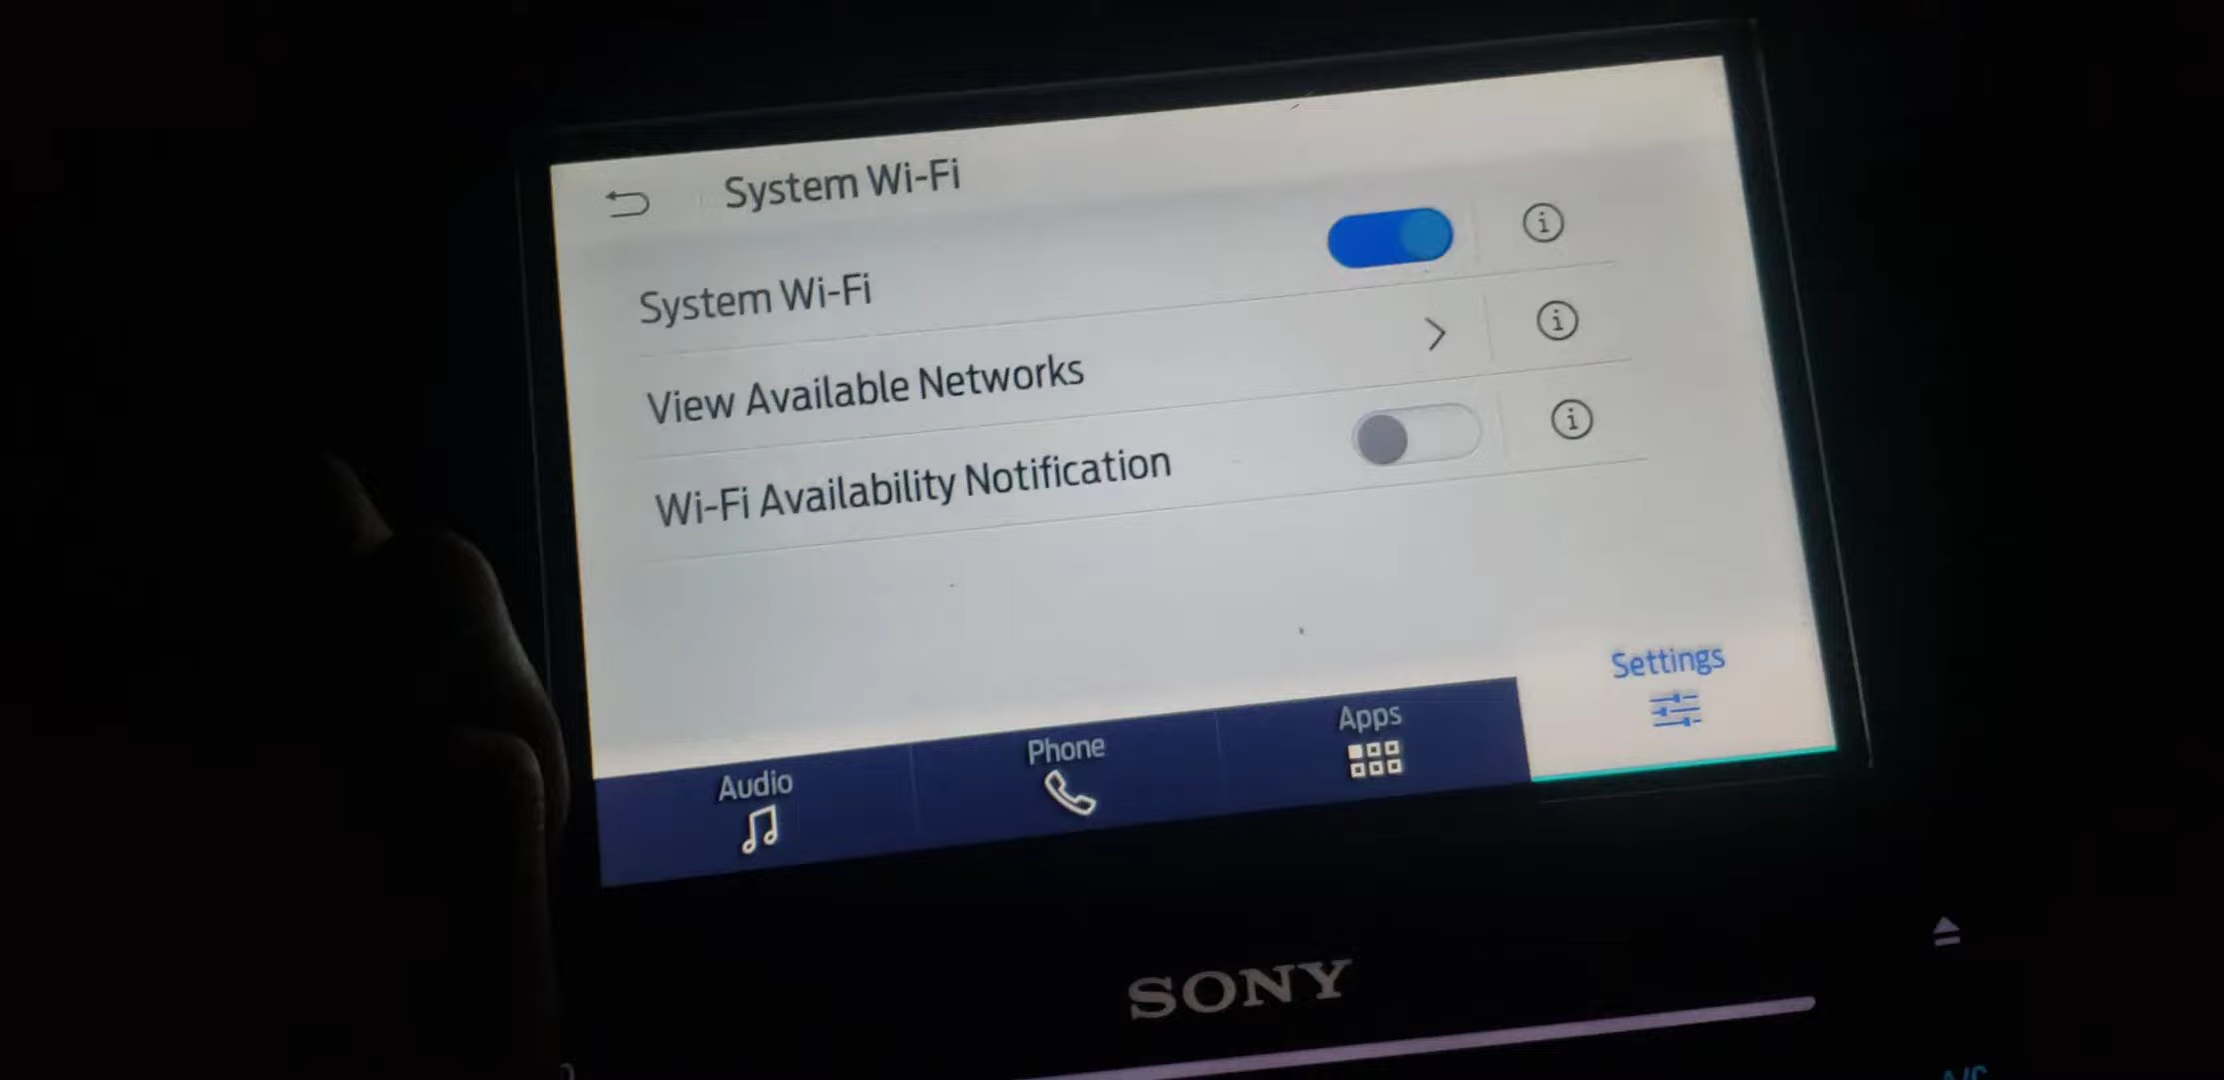 System Wi-Fi
System Wi-Fi
View Available Networks
Wi-Fi Availability Notification
Settings
Audio
Phone
Apps
SONY